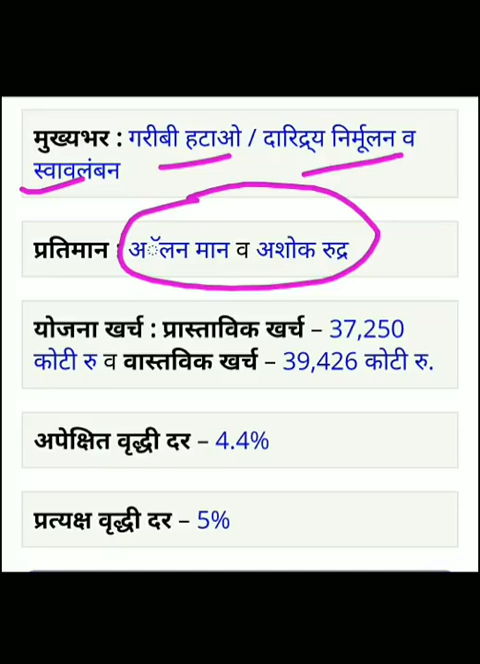 मुख्यभर : गरीबी हटाओ / दारिद्र्य निर्मूलन व
स्वावलंबन
प्रतिमान : अॅलन मान व अशोक रुद्र
योजना खर्च : प्रास्ताविक खर्च – 37,250
कोटी रु व वास्तविक खर्च – 39,426 कोटी रु.
अपेक्षित वृद्धी दर – 4.4%
प्रत्यक्ष वृद्धी दर – 5%